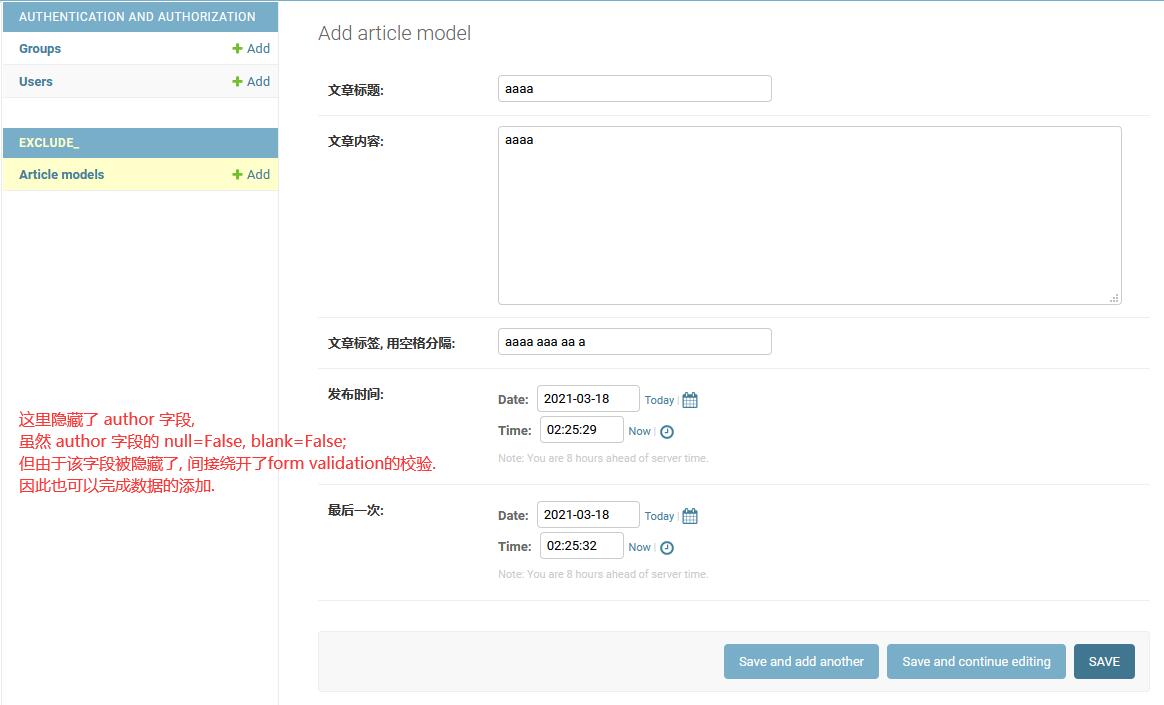 AUTHENTICATION AND AUTHORIZATION
Groups
Add
Users
Add
EXCLUDE_
Article models
Add
这里隐藏了 author 字段,
虽然 author 字段的 null=False, blank=False;
但由于该字段被隐藏了, 间接绕开了form validation的校验.
因此也可以完成数据的添加.
Add article model
文章标题:
aaaa
文章内容:
aaaa
文章标签, 用空格分隔:
aaaa aaa aa a
发布时间:
Date: 2021-03-18 Today
Time: 02:25:29 Now
Note: You are 8 hours ahead of server time.
最后一次:
Date: 2021-03-18 Today
Time: 02:25:32 Now
Note: You are 8 hours ahead of server time.
Save and add another
Save and continue editing
SAVE